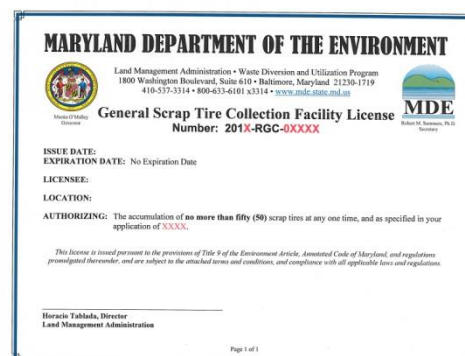 MARYLAND DEPARTMENT OF THE ENVIRONMENT
Land Management Administration • Waste Diversion and Utilization Program
1800 Washington Boulevard, Suite 610 • Baltimore, Maryland 21230-1719
410-537-3314 • 800-633-6101 x3314 • www.mde.state.md.us
Martin O'Malley
Governor
MDE
Robert M. Summers, Ph.D.
Secretary
General Scrap Tire Collection Facility License
Number: 201X-RGC-0XXXX
ISSUE DATE:
EXPIRATION DATE: No Expiration Date
LICENSEE:
LOCATION:
AUTHORIZING: The accumulation of no more than fifty (50) scrap tires at any one time, and as specified in your
application of XXXX.
This license is issued pursuant to the provisions of Title 9 of the Environment Article, Annotated Code of Maryland, and regulations
promulgated thereunder, and are subject to the attached terms and conditions, and compliance with all applicable laws and regulations.
Horacio Tablada, Director
Land Management Administration
Page 1 of 1